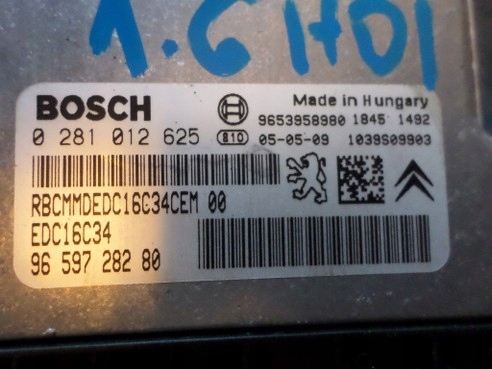 1.6 HDI
BOSCH
Made in Hungary
9653958980 1845 1492
0 281 012 625 810 05-05-09 1039S09903
RBCMMDEDC16C34CEM 00
EDC16C34
96 597 282 80